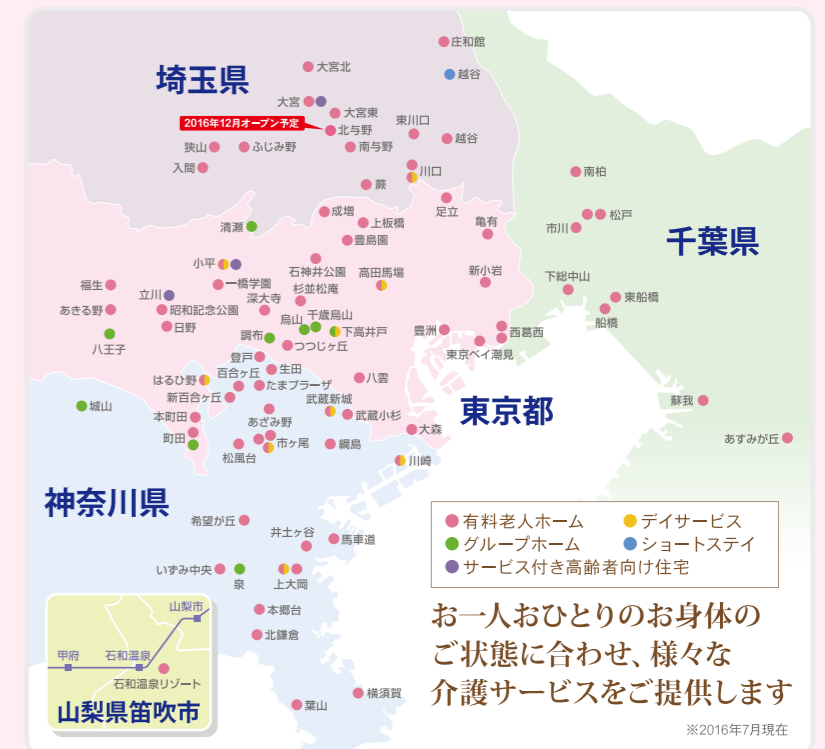 庄和館
大宮北
越谷
埼玉県
大宮
大宮東
2016年12月オープン予定
北与野
東川口
越谷
狭山
ふじみ野
南与野
入間
川口
蕨
南柏
足立
成増
上板橋
亀有
松戸
市川
清瀬
豊島園
千葉県
小平
石神井公園
高田馬場
新小岩
下総中山
福生
一橋学園
杉並松庵
立川
深大寺
東船橋
あきる野
昭和記念公園
烏山
千歳烏山
船橋
日野
調布
下高井戸
豊洲
西葛西
八王子
つつじヶ丘
東京ベイ潮見
登戸
百合ヶ丘
生田
はるひ野
たまプラーザ
八雲
新百合ヶ丘
武蔵新城
城山
東京都
蘇我
本町田
あざみ野
武蔵小杉
町田
市ヶ尾
大森
あすみが丘
松風台
綱島
川崎
神奈川県
希望が丘
井土ヶ谷
馬車道
いずみ中央
泉
上大岡
本郷台
北鎌倉
横須賀
葉山
有料老人ホーム
デイサービス
グループホーム
ショートステイ
サービス付き高齢者向け住宅
山梨市
甲府
石和温泉
石和温泉リゾート
山梨県笛吹市
お一人おひとりのお身体の
ご状態に合わせ、様々な
介護サービスをご提供します
※2016年7月現在